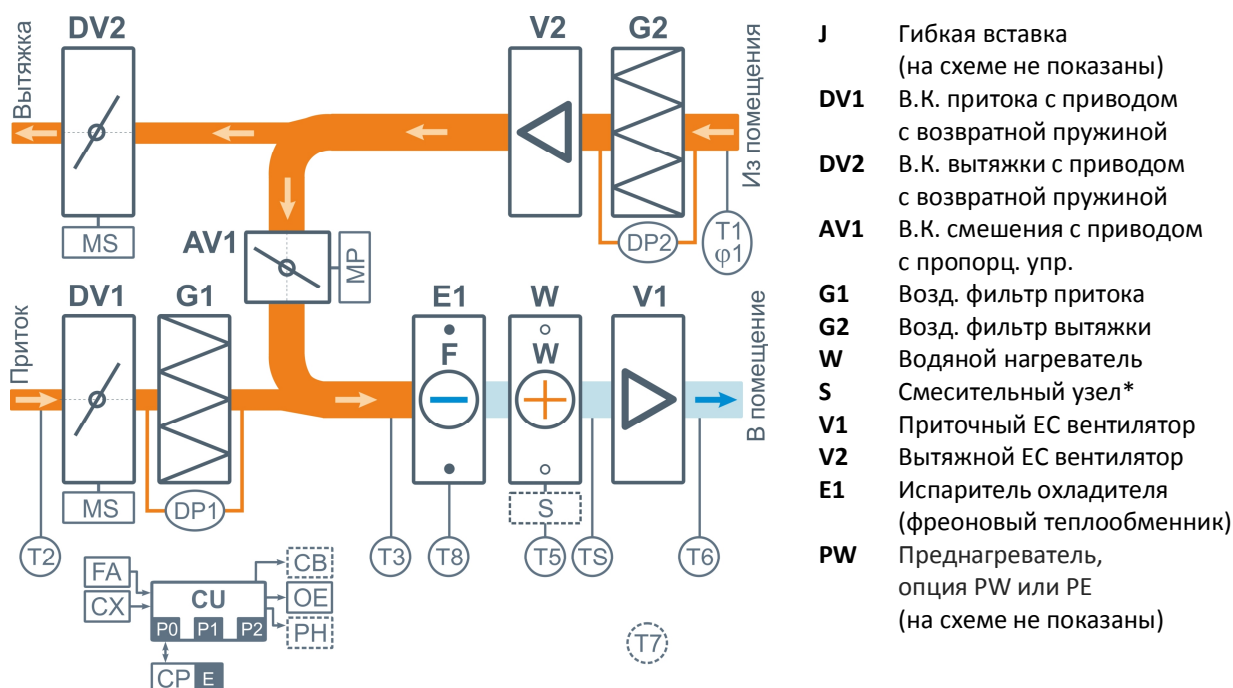 DV2
V2
G2
Вытяжка
Из помещения
MS
AV1
MP
DP2
T1
φ1
DV1
G1
E1
W
V1
Приток
F
W
В помещение
MS
DP1
S
T2
T3
T8
T5
TS
T6
FA
CB
CX
CU
OE
P0
P1
P2
PH
T7
CP
E
J Гибкая вставка
(на схеме не показаны)
DV1 В.К. притока с приводом
с возвратной пружиной
DV2 В.К. вытяжки с приводом
с возвратной пружиной
AV1 В.К. смешения с приводом
с пропорц. упр.
G1 Возд. фильтр притока
G2 Возд. фильтр вытяжки
W Водяной нагреватель
S Смесительный узел*
V1 Приточный EC вентилятор
V2 Вытяжной EC вентилятор
E1 Испаритель охладителя
(фреоновый теплообменник)
PW Преднагреватель,
опция PW или PE
(на схеме не показаны)